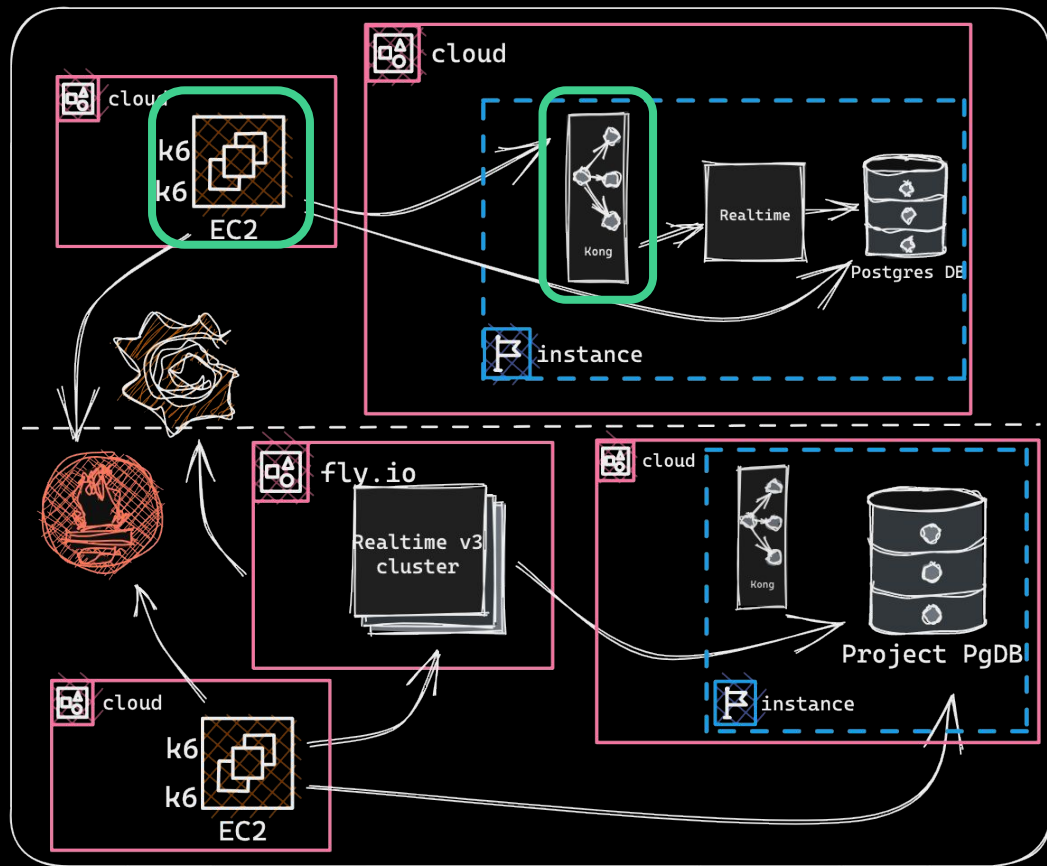 cloud
cloud
k6
k6
EC2
Kong
Realtime
Postgres DB
instance
fly.io
Realtime v3
cluster
cloud
Kong
Project PgDB
instance
cloud
k6
k6
EC2